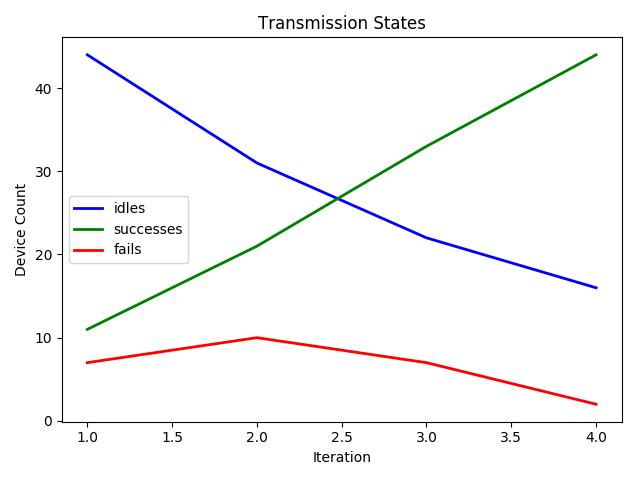 Transmission States
Device Count
40
30
20
10
0
idles
successes
fails
1.0 1.5 2.0 2.5 3.0 3.5 4.0
Iteration